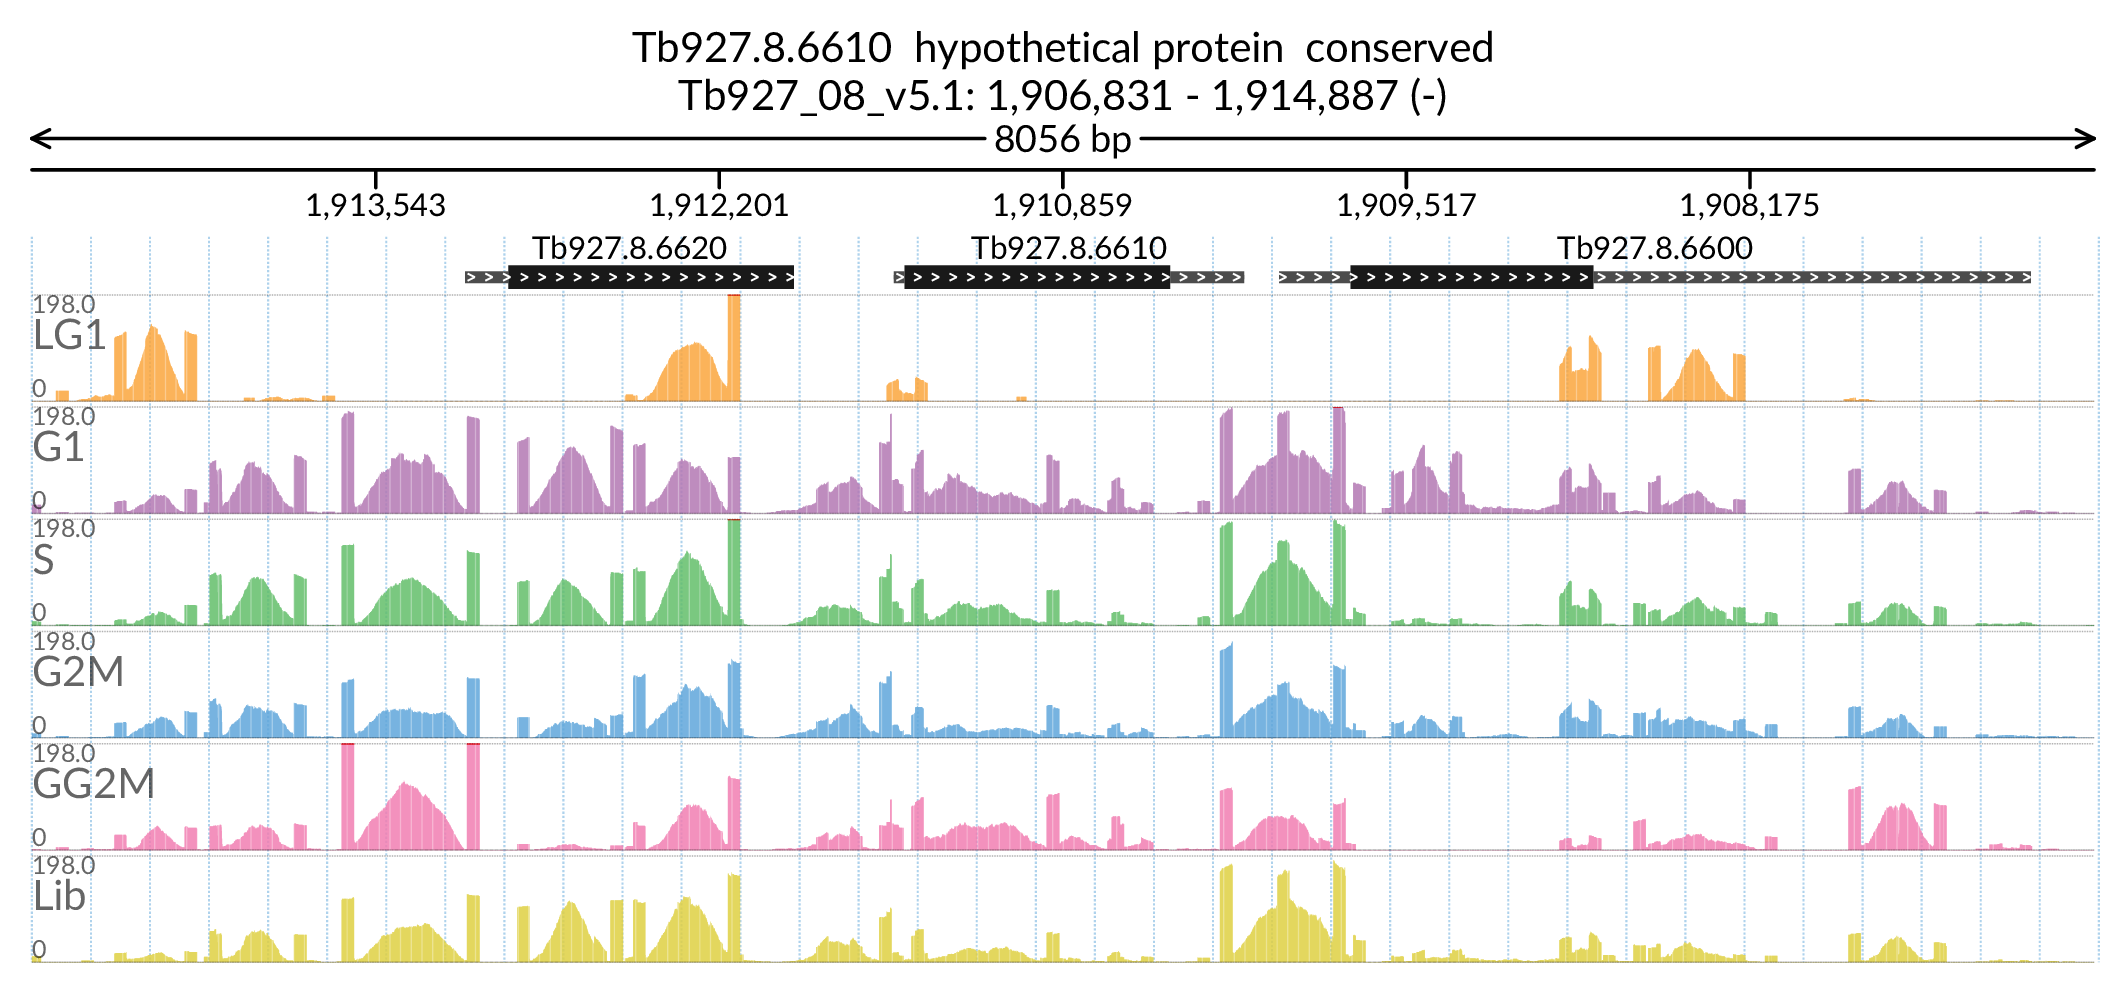 Tb927.8.6610 hypothetical protein conserved
Tb927_08_v5.1: 1,906,831 - 1,914,887 (-)
8056 bp
1,913,543 1,912,201 1,910,859 1,909,517 1,908,175
Tb927.8.6620 Tb927.8.6610 Tb927.8.6600
198.0
LG1
0
198.0
G1
0
198.0
S
0
198.0
G2M
0
198.0
GG2M
0
198.0
Lib
0